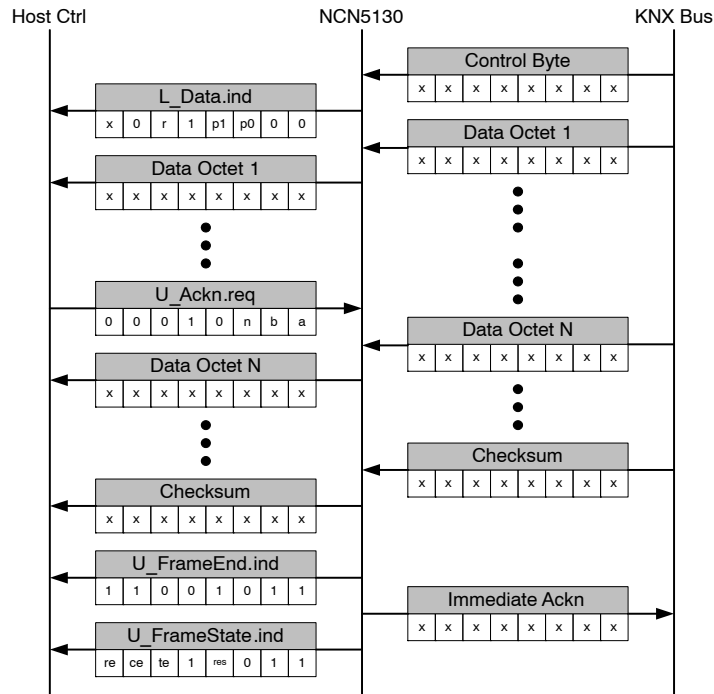 Host Ctrl NCN5130 KNX Bus
Control Byte
x x x x x x x x
L_Data.ind
x 0 r 1 p1 p0 0 0
Data Octet 1
x x x x x x x x
Data Octet 1
x x x x x x x x
U_Ackn.req
0 0 0 1 0 n b a
Data Octet N
x x x x x x x x
Data Octet N
x x x x x x x x
Checksum
x x x x x x x x
Checksum
x x x x x x x x
U_FrameEnd.ind
1 1 0 0 1 0 1 1
Immediate Ackn
x x x x x x x x
U_FrameState.ind
re ce te 1 res 0 1 1